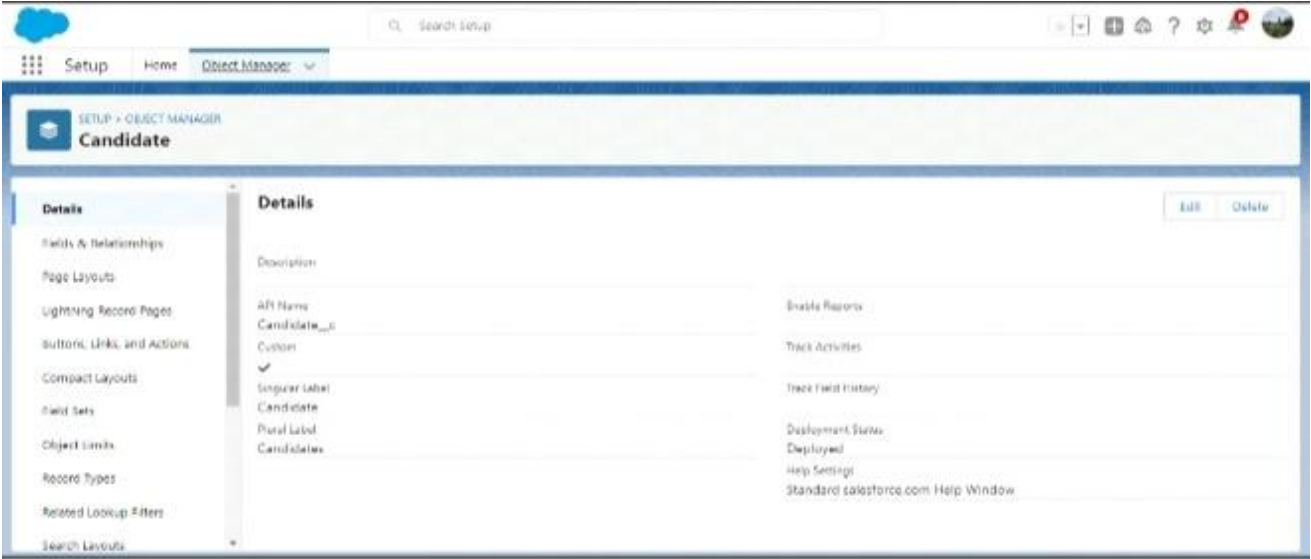 Search Setup
Setup Home Object Manager
SETUP > OBJECT MANAGER
Candidate
Details
Fields & Relationships
Page Layouts
Lightning Record Pages
Buttons, Links, and Actions
Compact Layouts
Field Sets
Object Limits
Record Types
Related Lookup Filters
Search Layouts
Details
Edit Delete
Description
API Name
Candidate__c
Custom
Singular Label
Candidate
Plural Label
Candidates
Enable Reports
Track Activities
Track Field History
Deployment Status
Deployed
Help Settings
Standard salesforce.com Help Window